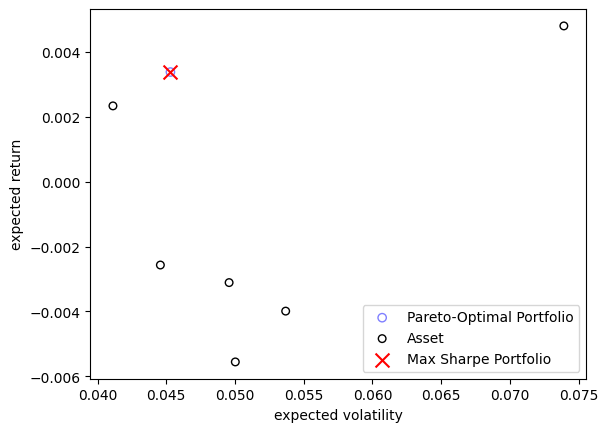 expected return
0.004
0.002
0.000
−0.002
−0.004
−0.006
Pareto-Optimal Portfolio
Asset
Max Sharpe Portfolio
0.040 0.045 0.050 0.055 0.060 0.065 0.070 0.075
expected volatility